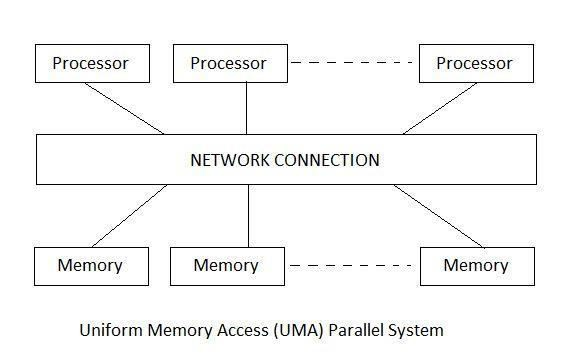 Processor Processor Processor
NETWORK CONNECTION
Memory Memory Memory
Uniform Memory Access (UMA) Parallel System